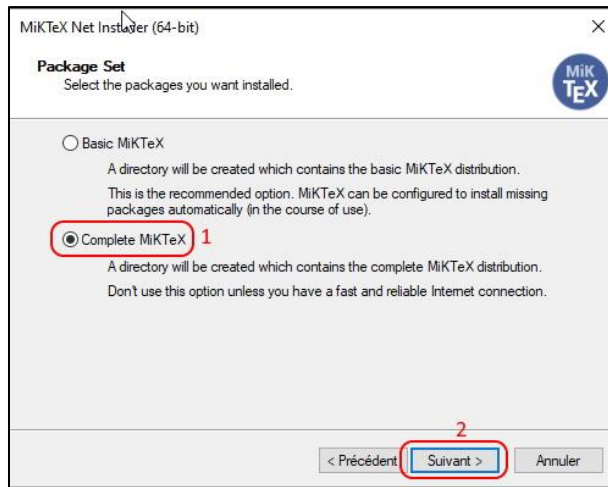 MiKTeX Net Installer (64-bit)
Package Set
Select the packages you want installed.
MiK
TEX
Basic MiKTeX
A directory will be created which contains the basic MiKTeX distribution.
This is the recommended option. MiKTeX can be configured to install missing
packages automatically (in the course of use).
Complete MiKTeX 1
A directory will be created which contains the complete MiKTeX distribution.
Don't use this option unless you have a fast and reliable Internet connection.
2
< Précédent Suivant > Annuler